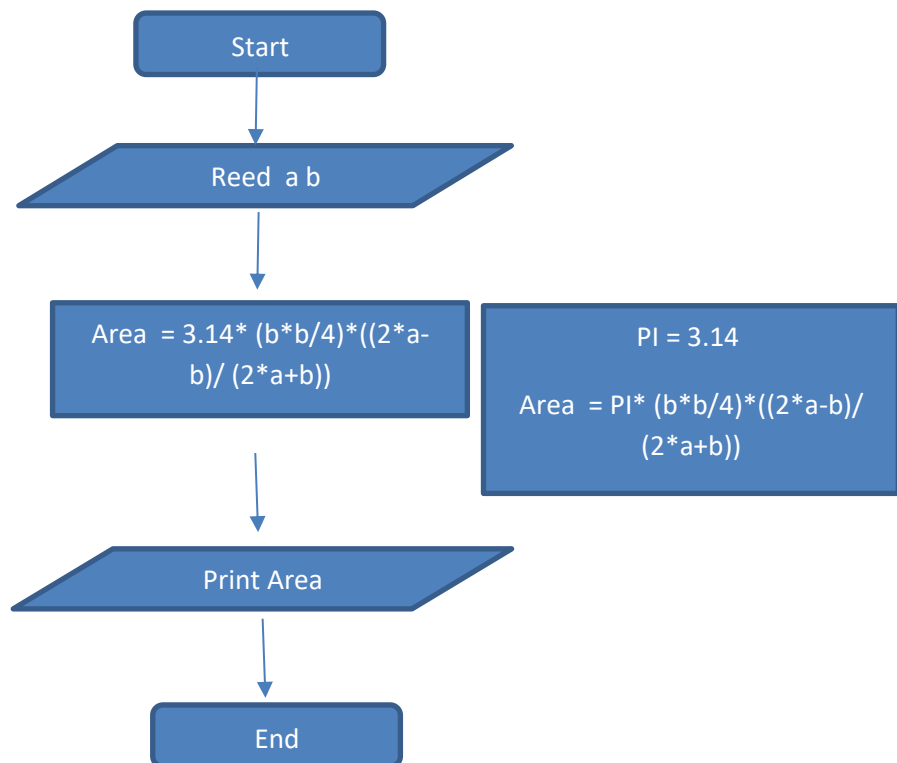 Start
Reed  a b
Area  = 3.14* (b*b/4)*((2*a-
b)/ (2*a+b))
PI = 3.14
Area  = PI* (b*b/4)*((2*a-b)/
(2*a+b))
Print Area
End